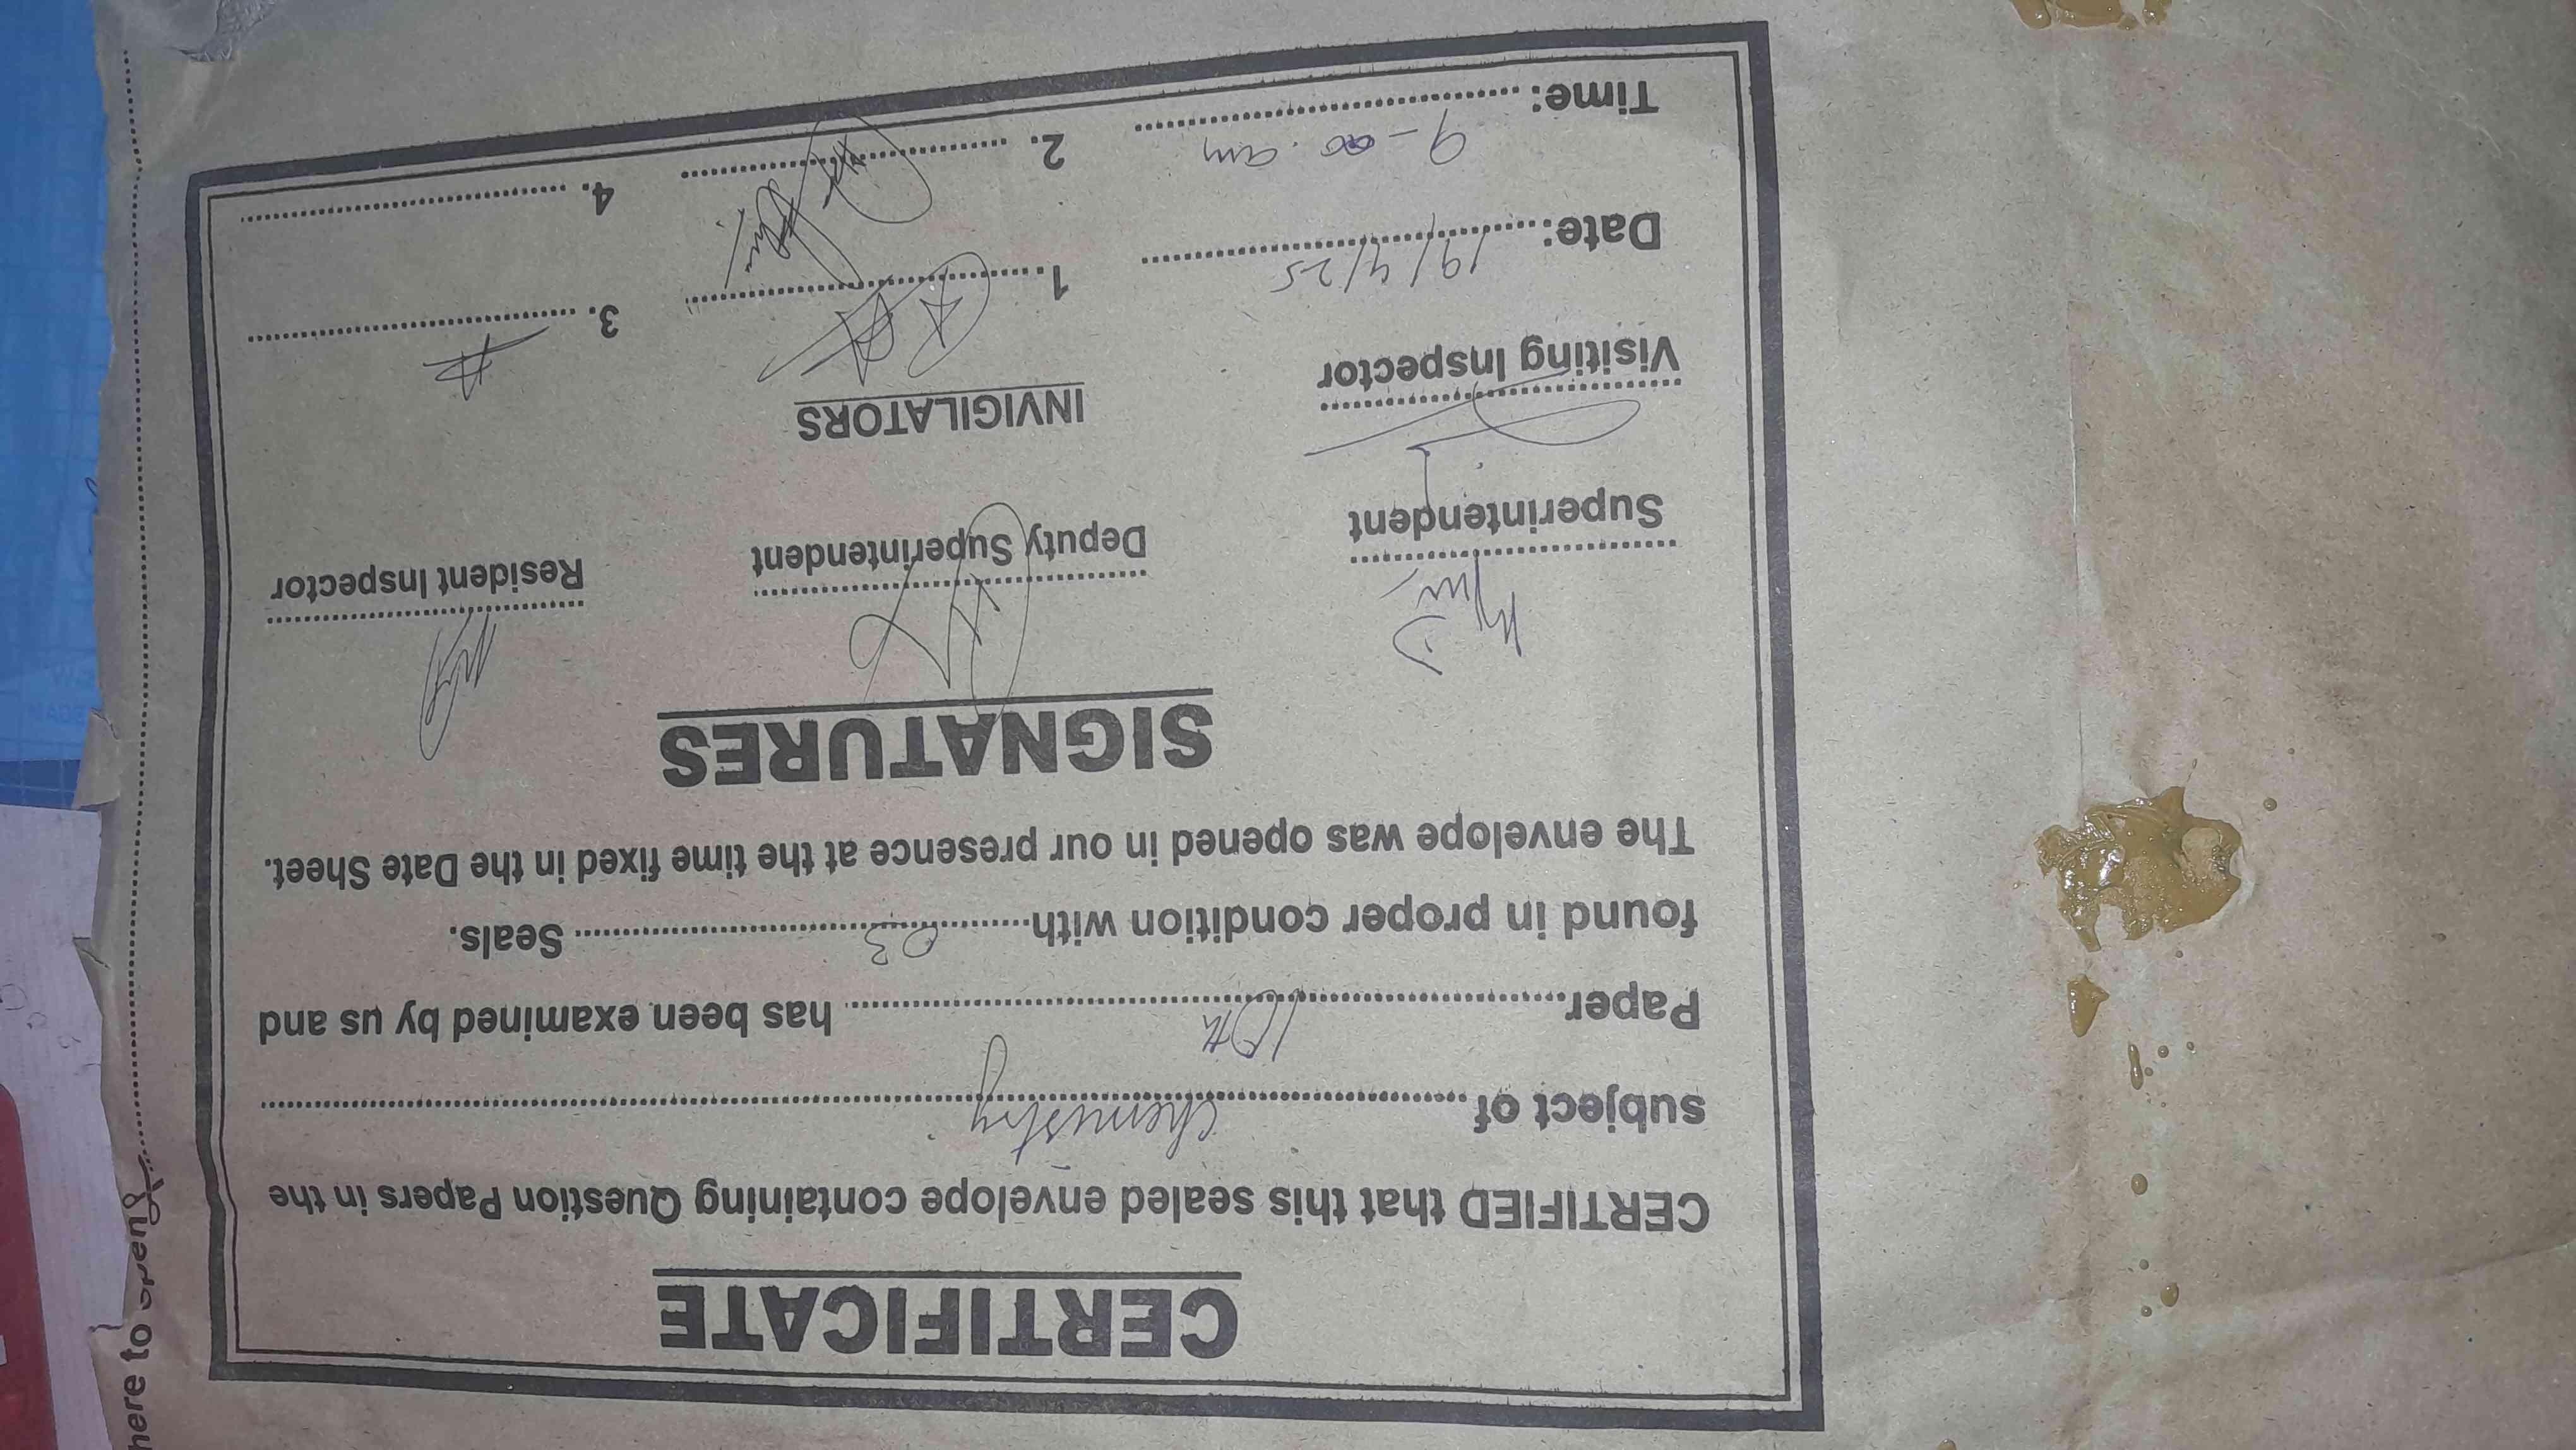 CERTIFICATE
CERTIFIED that this sealed envelope containing Question Papers in the
subject of Chemistry
Paper 10th has been examined by us and
found in proper condition with 03 Seals.
The envelope was opened in our presence at the time fixed in the Date Sheet.
SIGNATURES
Superintendent Deputy Superintendent Resident Inspector
Visiting Inspector
INVIGILATORS
Date: 19/4/25 1. 3.
Time: 9-00 am 2. 4.
here to open